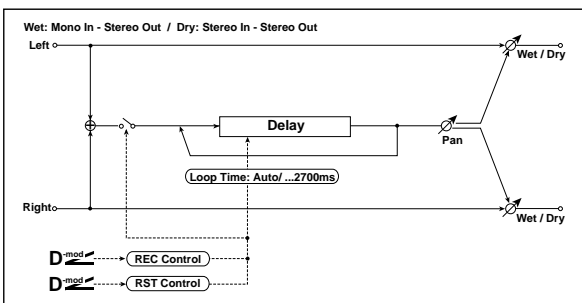 Wet: Mono In - Stereo Out / Dry: Stereo In - Stereo Out
Left
Wet / Dry
Delay
Pan
Loop Time: Auto/ ...2700ms
Right
Wet / Dry
D-mod
REC Control
D-mod
RST Control